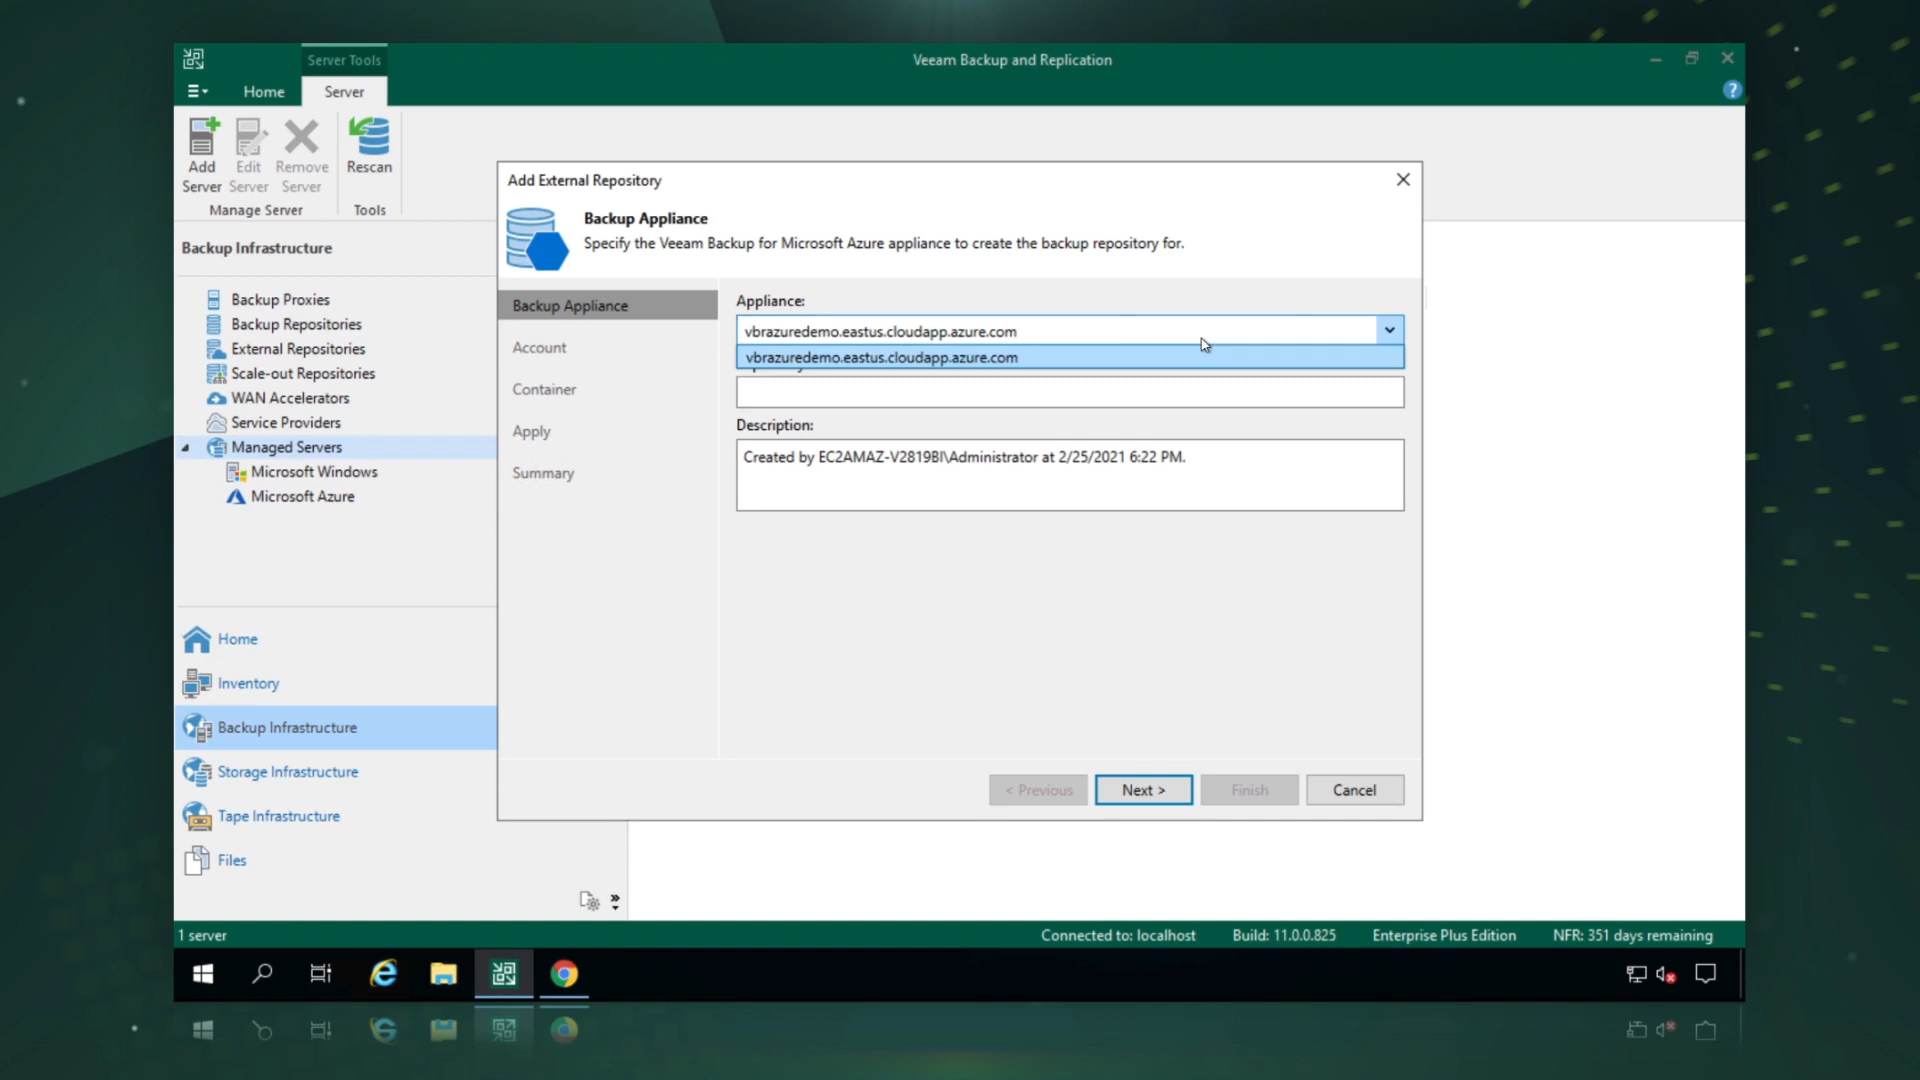 Server Tools
Veeam Backup and Replication
Home
Server
Add Server
Edit Server
Remove Server
Rescan
Manage Server
Tools
Backup Infrastructure
Backup Proxies
Backup Repositories
External Repositories
Scale-out Repositories
WAN Accelerators
Service Providers
Managed Servers
Microsoft Windows
Microsoft Azure
Home
Inventory
Backup Infrastructure
Storage Infrastructure
Tape Infrastructure
Files
Add External Repository
Backup Appliance
Specify the Veeam Backup for Microsoft Azure appliance to create the backup repository for.
Backup Appliance
Account
Container
Apply
Summary
Appliance:
vbrazuredemo.eastus.cloudapp.azure.com
vbrazuredemo.eastus.cloudapp.azure.com
Description:
Created by EC2AMAZ-V2819BI\Administrator at 2/25/2021 6:22 PM.
< Previous
Next >
Finish
Cancel
1 server
Connected to: localhost
Build: 11.0.0.825
Enterprise Plus Edition
NFR: 351 days remaining